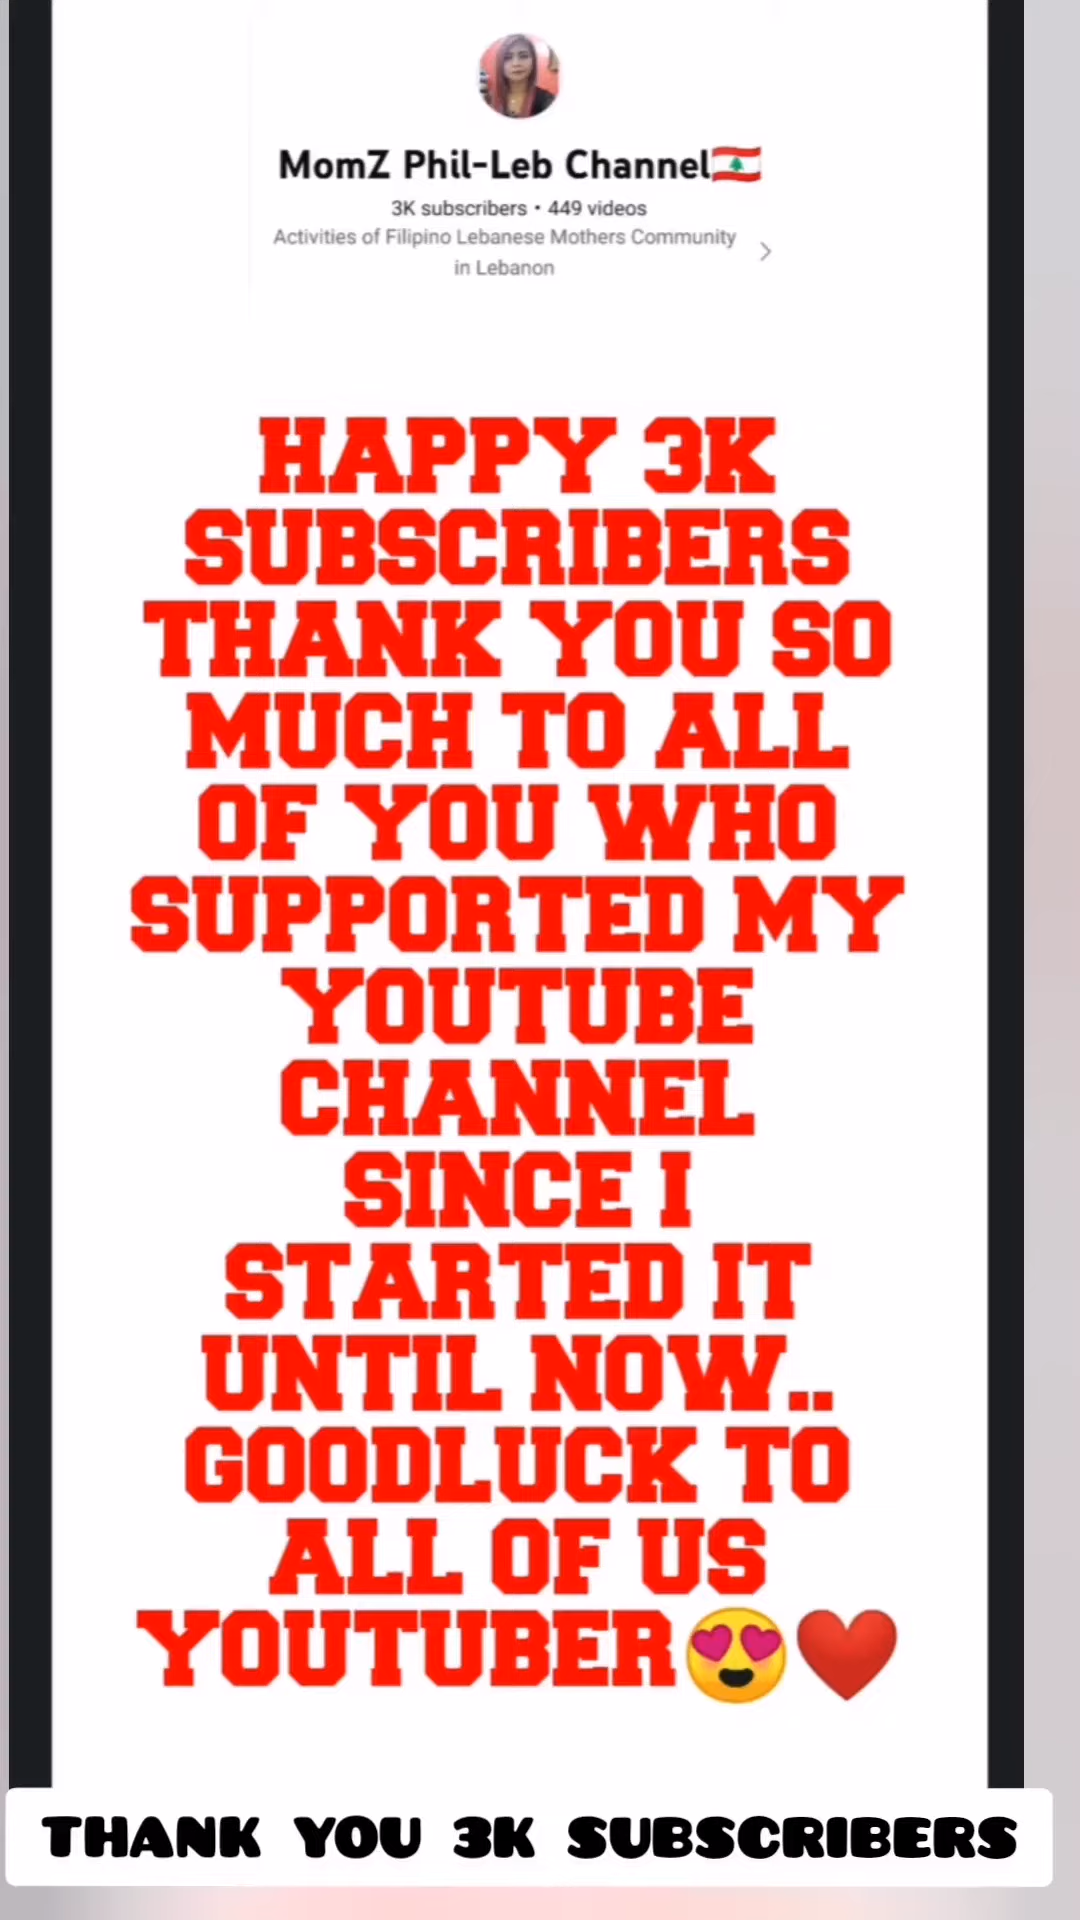 MomZ Phil-Leb Channel🇱🇧
3K subscribers • 449 videos
Activities of Filipino Lebanese Mothers Community
in Lebanon
HAPPY 3K
SUBSCRIBERS
THANK YOU SO
MUCH TO ALL
OF YOU WHO
SUPPORTED MY
YOUTUBE
CHANNEL
SINCE I
STARTED IT
UNTIL NOW..
GOODLUCK TO
ALL OF US
YOUTUBER😍❤️
THANK YOU 3K SUBSCRIBERS